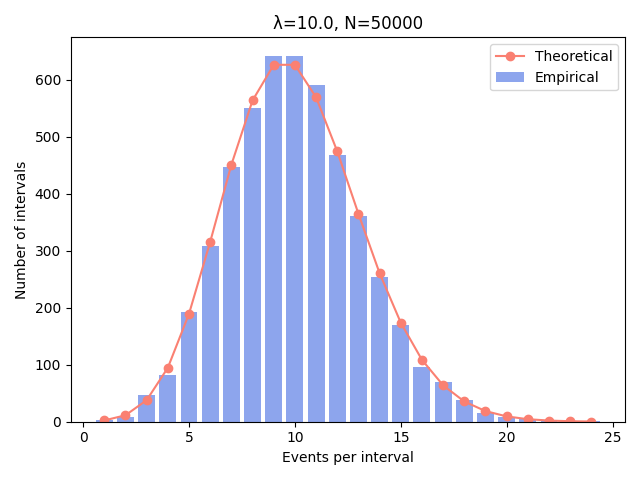 λ=10.0, N=50000
Theoretical
Empirical
Number of intervals
600
500
400
300
200
100
0
0 5 10 15 20 25
Events per interval